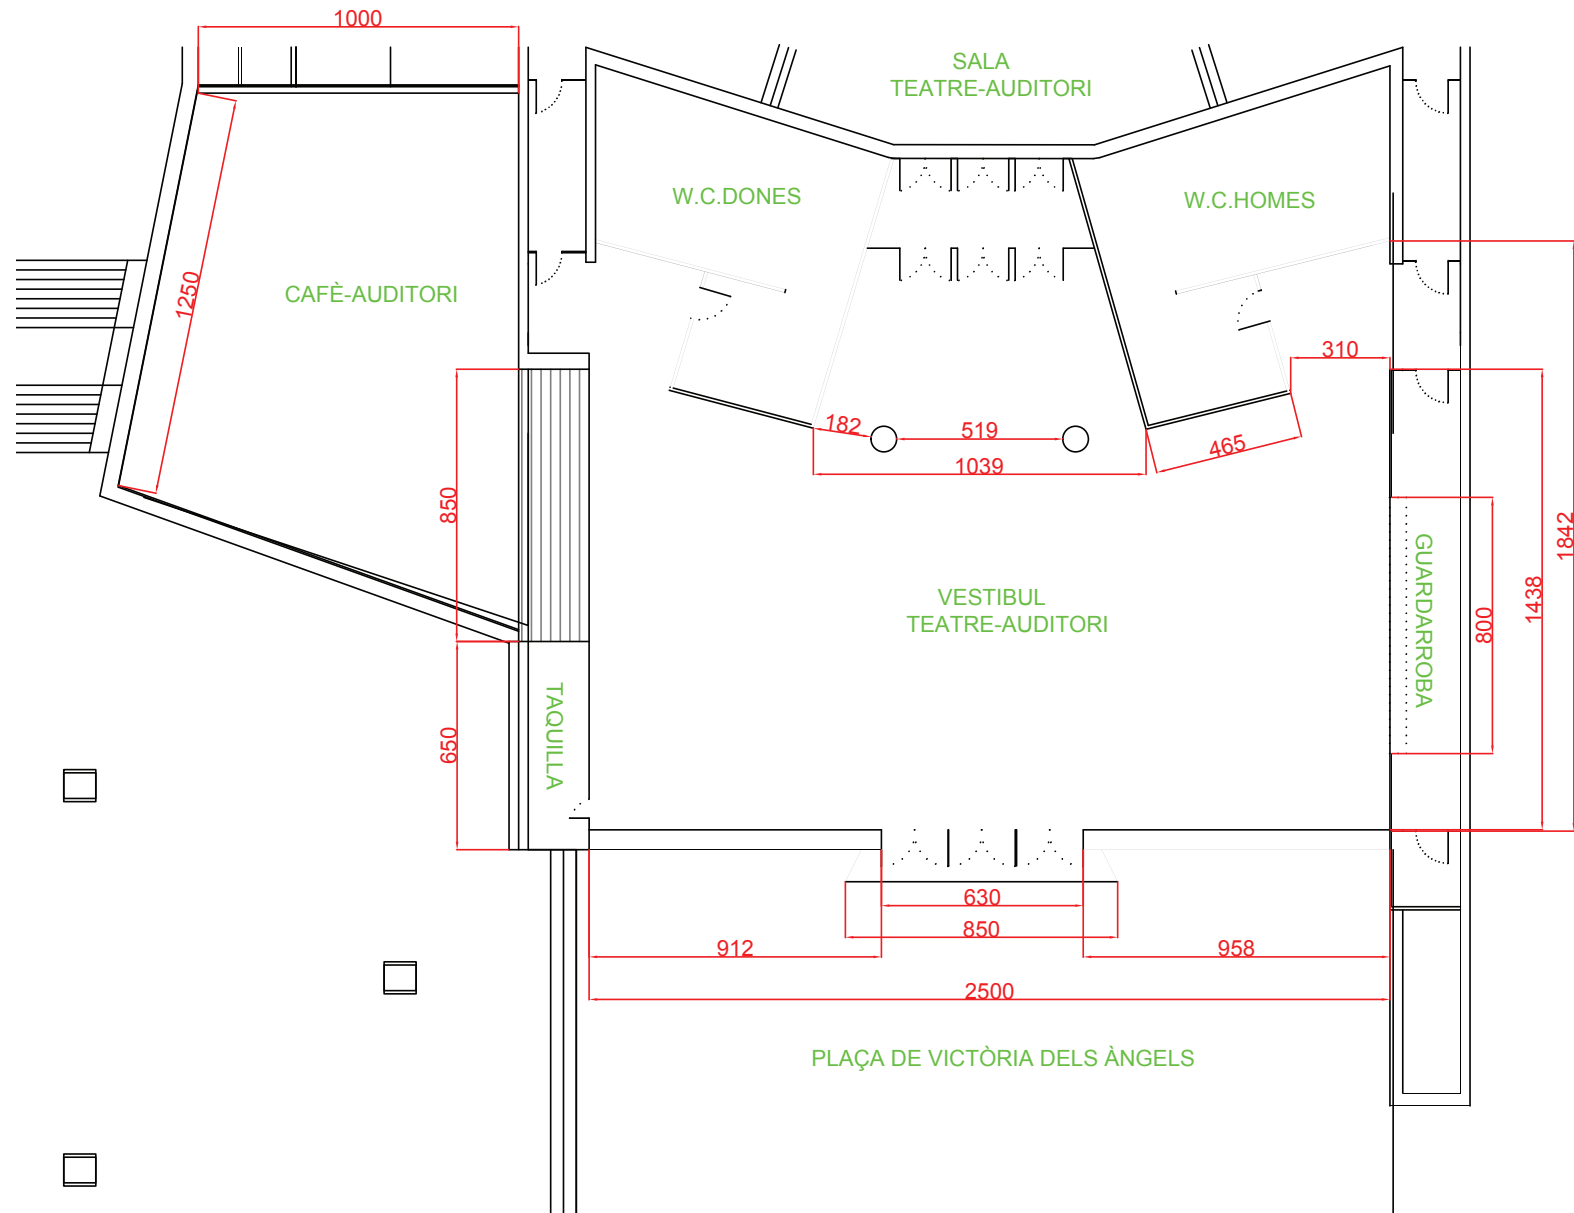 1000
SALA
TEATRE-AUDITORI
W.C.DONES
W.C.HOMES
1250
CAFÈ-AUDITORI
310
182
519
465
1039
850
1842
GUARDARROBA
1438
800
VESTIBUL
TEATRE-AUDITORI
TAQUILLA
650
630
850
912
958
2500
PLAÇA DE VICTÒRIA DELS ÀNGELS